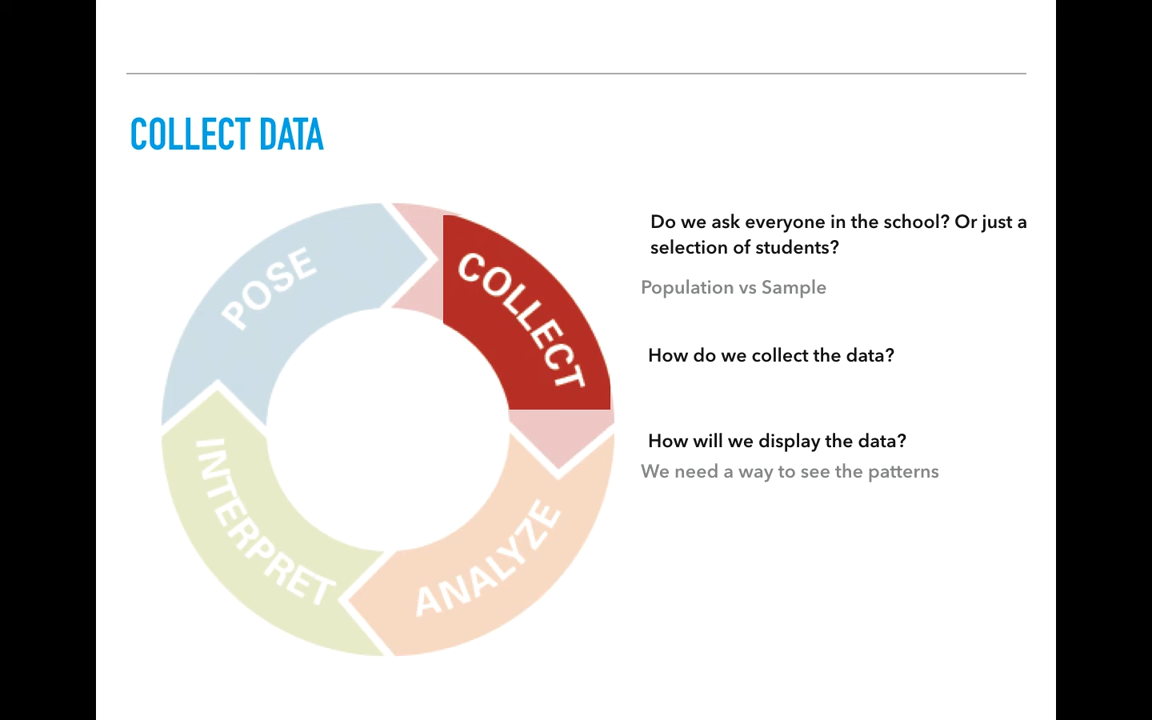 COLLECT DATA
POSE
COLLECT
INTERPRET
ANALYZE
Do we ask everyone in the school? Or just a
selection of students?
Population vs Sample
How do we collect the data?
How will we display the data?
We need a way to see the patterns